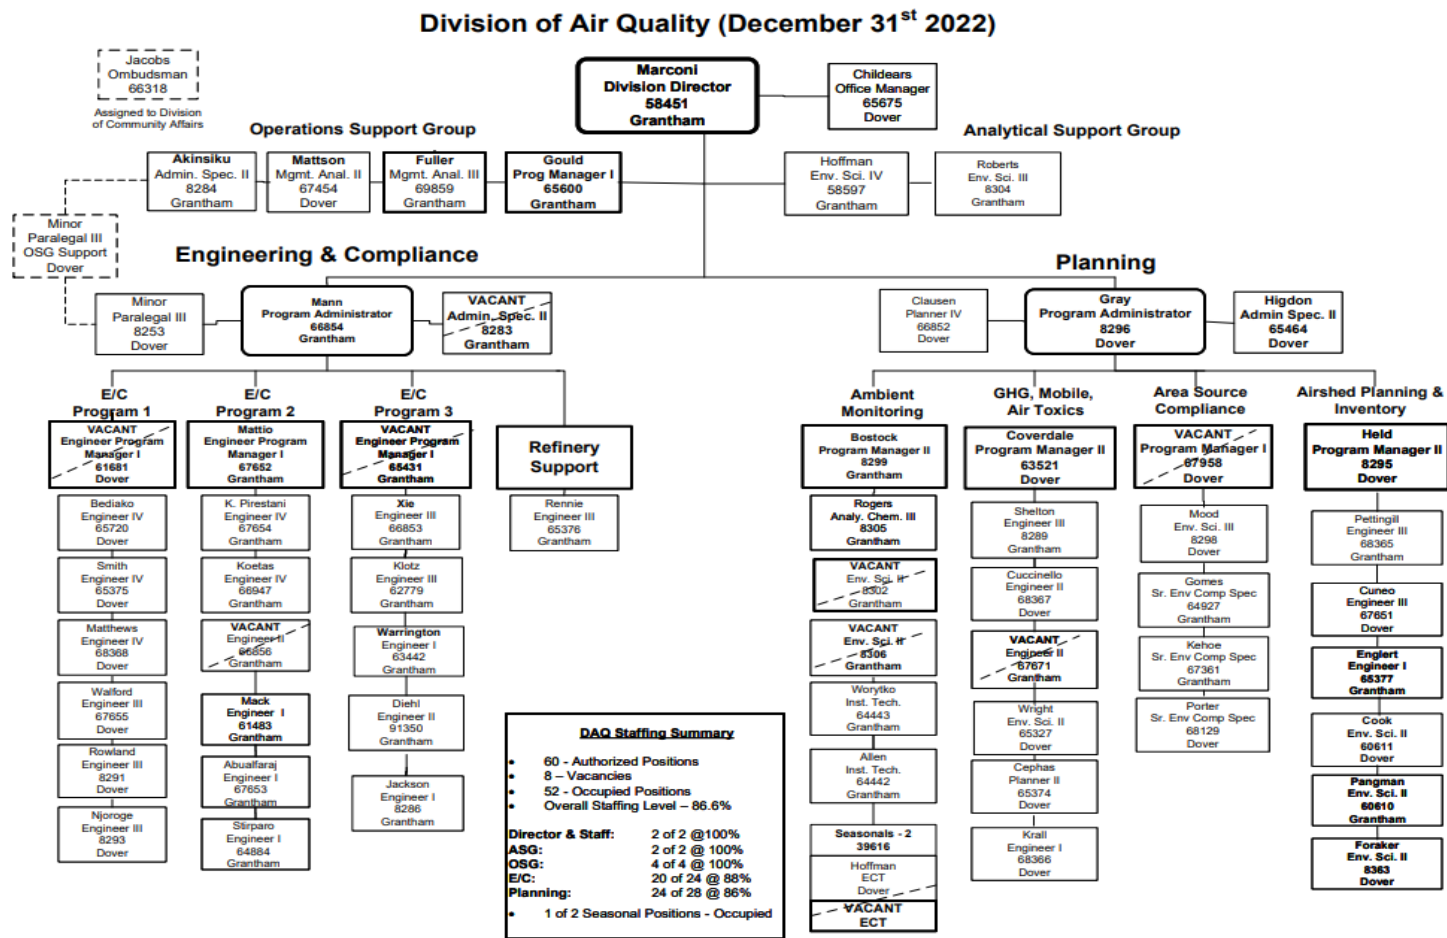 Division of Air Quality (December 31st 2022)
Jacobs
Ombudsman
66318
Assigned to Division
of Community Affairs
Marconi
Division Director
58451
Grantham
Childears
Office Manager
65675
Dover
Operations Support Group
Analytical Support Group
Akinsiku
Admin. Spec. II
8284
Grantham
Mattson
Mgmt. Anal. II
67454
Dover
Fuller
Mgmt. Anal. III
69859
Grantham
Gould
Prog Manager I
65600
Grantham
Hoffman
Env. Sci. IV
58597
Grantham
Roberts
Env. Sci. III
8304
Grantham
Minor
Paralegal III
OSG Support
Dover
Engineering & Compliance
Planning
Minor
Paralegal III
8253
Dover
Mann
Program Administrator
66854
Grantham
VACANT
Admin. Spec. II
8283
Grantham
Clausen
Planner IV
66852
Dover
Gray
Program Administrator
8296
Dover
Higdon
Admin Spec. II
65464
Dover
E/C
Program 1
VACANT
Engineer Program
Manager I
61681
Dover
Bediako
Engineer IV
65720
Dover
Smith
Engineer IV
65375
Dover
Matthews
Engineer IV
68368
Dover
Walford
Engineer III
67655
Dover
Rowland
Engineer III
8291
Dover
Njoroge
Engineer III
8293
Dover
E/C
Program 2
Mattio
Engineer Program
Manager I
67652
Grantham
K. Pirestani
Engineer IV
67654
Grantham
Koetas
Engineer IV
66947
Grantham
VACANT
Engineer II
66856
Grantham
Mack
Engineer I
61483
Grantham
Abualfaraj
Engineer I
67653
Grantham
Stirparo
Engineer I
64884
Grantham
E/C
Program 3
VACANT
Engineer Program
Manager I
65431
Grantham
Xie
Engineer III
66853
Grantham
Klotz
Engineer III
62779
Grantham
Warrington
Engineer I
63442
Grantham
Diehl
Engineer II
91350
Grantham
Jackson
Engineer I
8286
Grantham
Refinery
Support
Rennie
Engineer III
65376
Grantham
DAQ Staffing Summary
• 60 - Authorized Positions
• 8 – Vacancies
• 52 - Occupied Positions
• Overall Staffing Level – 86.6%
Director & Staff: 2 of 2 @100%
ASG: 2 of 2 @ 100%
OSG: 4 of 4 @ 100%
E/C: 20 of 24 @ 88%
Planning: 24 of 28 @ 86%
• 1 of 2 Seasonal Positions - Occupied
Ambient
Monitoring
Bostock
Program Manager II
8299
Grantham
Rogers
Analy. Chem. III
8305
Grantham
VACANT
Env. Sci. II
8302
Grantham
VACANT
Env. Sci. II
8306
Grantham
Worytko
Inst. Tech.
64443
Grantham
Allen
Inst. Tech.
64442
Grantham
Seasonals - 2
39616
Hoffman
ECT
Dover
VACANT
ECT
GHG, Mobile,
Air Toxics
Coverdale
Program Manager II
63521
Dover
Shelton
Engineer III
8289
Grantham
Cuccinello
Engineer II
68367
Dover
VACANT
Engineer II
67671
Grantham
Wright
Env. Sci. II
65327
Dover
Cephas
Planner II
65374
Dover
Krall
Engineer I
68366
Dover
Area Source
Compliance
VACANT
Program Manager I
67958
Dover
Mood
Env. Sci. III
8298
Dover
Gomes
Sr. Env Comp Spec
64927
Grantham
Kehoe
Sr. Env Comp Spec
67361
Grantham
Porter
Sr. Env Comp Spec
68129
Dover
Airshed Planning &
Inventory
Held
Program Manager II
8295
Dover
Pettingill
Engineer III
68365
Grantham
Cuneo
Engineer III
67651
Dover
Englert
Engineer I
65377
Grantham
Cook
Env. Sci. II
60611
Dover
Pangman
Env. Sci. II
60610
Grantham
Foraker
Env. Sci. II
8363
Dover